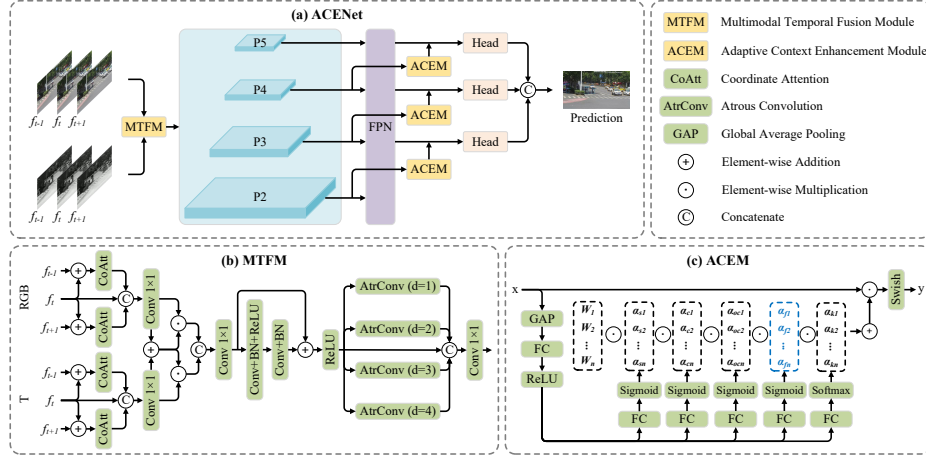 (a) ACENet
f_{t-1} f_t f_{t+1}
f_{t-1} f_t f_{t+1}
MTFM
P5
P4
P3
P2
FPN
ACEM
ACEM
ACEM
Head
Head
Head
C
Prediction
MTFM Multimodal Temporal Fusion Module
ACEM Adaptive Context Enhancement Module
CoAtt Coordinate Attention
AtrConv Atrous Convolution
GAP Global Average Pooling
+ Element-wise Addition
· Element-wise Multiplication
C Concatenate
(b) MTFM
RGB
f_{t-1}
f_t
f_{t+1}
CoAtt
CoAtt
C
Conv 1×1
T
f_{t-1}
f_t
f_{t+1}
CoAtt
CoAtt
C
Conv 1×1
C
Conv 1×1
Conv+BN+ReLU
Conv+BN
ReLU
AtrConv (d=1)
AtrConv (d=2)
AtrConv (d=3)
AtrConv (d=4)
C
Conv 1×1
(c) ACEM
x
Swish
y
GAP
FC
ReLU
W_1 α_{s1} α_{c1} α_{oc1} α_{f1} α_{k1}
W_2 α_{s2} α_{c2} α_{oc2} α_{f2} α_{k2}
⋮ ⋮ ⋮ ⋮ ⋮ ⋮
W_n α_{sn} α_{cn} α_{ocn} α_{fn} α_{kn}
Sigmoid Sigmoid Sigmoid Sigmoid Softmax
FC FC FC FC FC